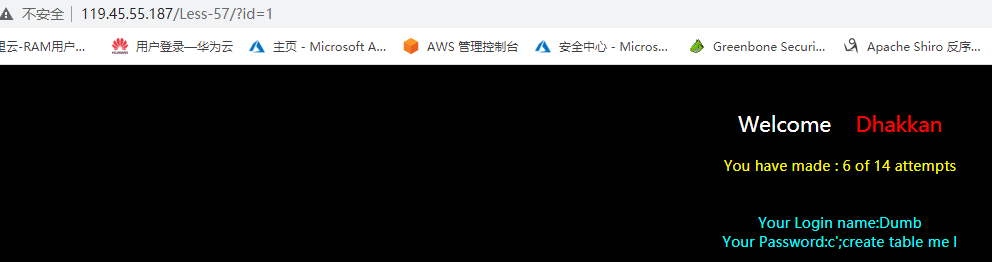 不安全 119.45.55.187/Less-57/?id=1
里云-RAM用户... 用户登录—华为云 主页 - Microsoft A... AWS 管理控制台 安全中心 - Micros... Greenbone Securi... Apache Shiro 反序...
Welcome Dhakkan
You have made : 6 of 14 attempts
Your Login name:Dumb
Your Password:c';create table me l